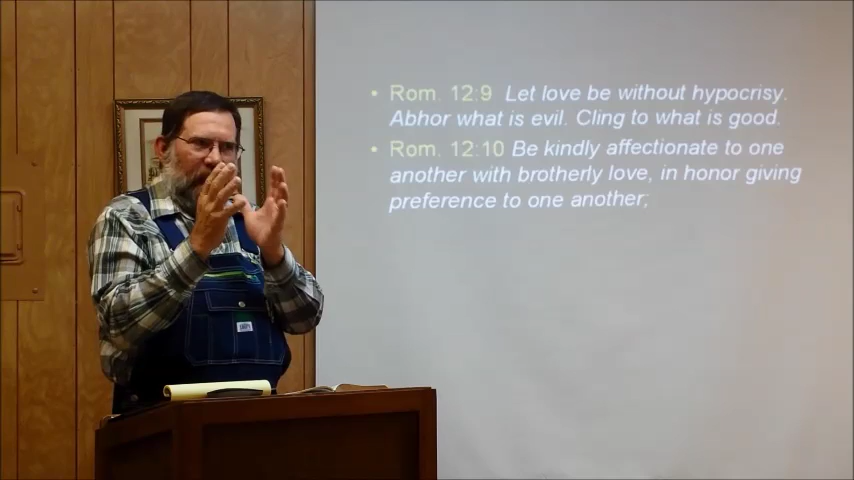 • Rom. 12:9 Let love be without hypocrisy.
Abhor what is evil. Cling to what is good.
• Rom. 12:10 Be kindly affectionate to one
another with brotherly love, in honor giving
preference to one another;